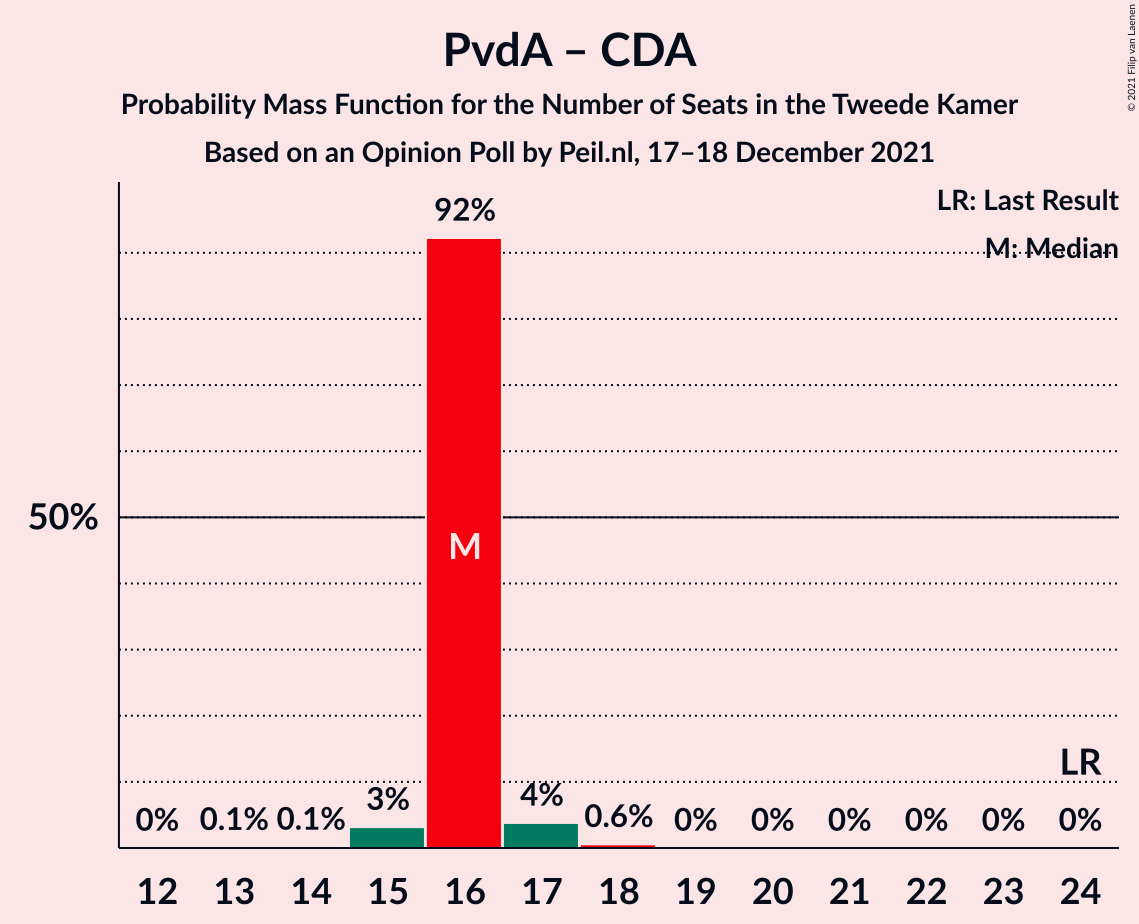 PvdA – CDA
Probability Mass Function for the Number of Seats in the Tweede Kamer
Based on an Opinion Poll by Peil.nl, 17–18 December 2021
© 2021 Filip van Laenen
LR: Last Result
M: Median
92%
50%
M
LR
0% 0.1% 0.1% 3% 4% 0.6% 0% 0% 0% 0% 0% 0%
12 13 14 15 16 17 18 19 20 21 22 23 24